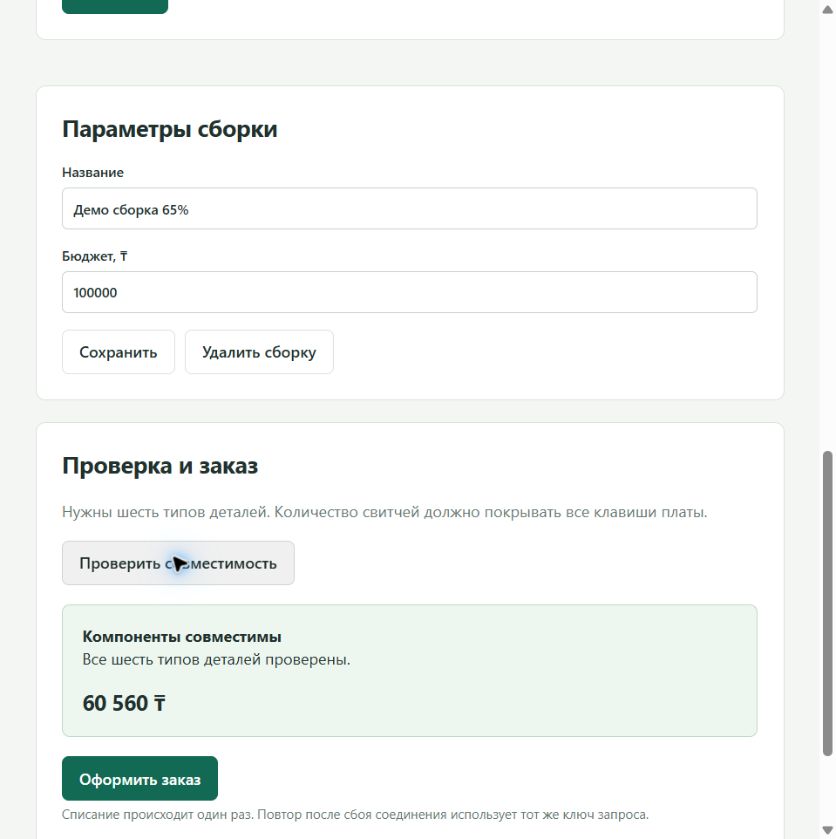 Параметры сборки
Название
Демо сборка 65%
Бюджет, ₸
100000
Сохранить
Удалить сборку
Проверка и заказ
Нужны шесть типов деталей. Количество свитчей должно покрывать все клавиши платы.
Проверить совместимость
Компоненты совместимы
Все шесть типов деталей проверены.
60 560 ₸
Оформить заказ
Списание происходит один раз. Повтор после сбоя соединения использует тот же ключ запроса.